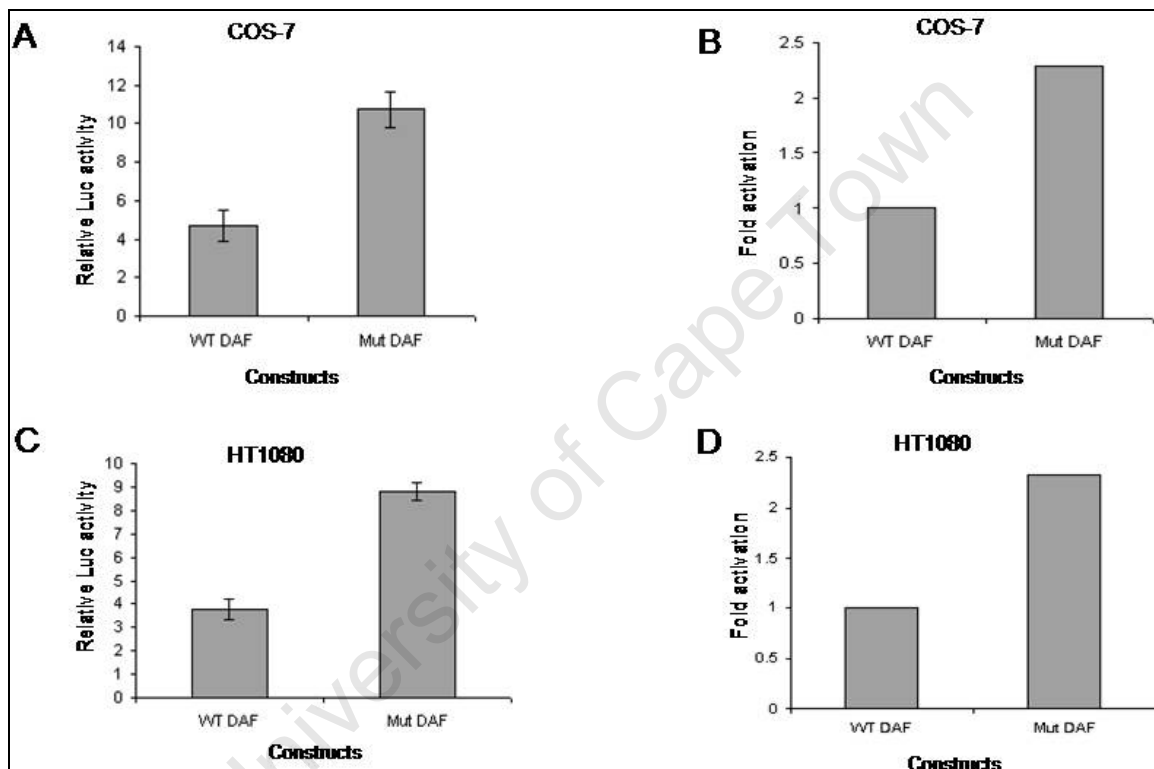 A
COS-7
Relative Luc activity
14
12
10
8
6
4
2
0
WT DAF
Mut DAF
Constructs
B
COS-7
Fold activation
2.5
2
1.5
1
0.5
0
WT DAF
Mut DAF
Constructs
C
HT1080
Relative Luc activity
10
9
8
7
6
5
4
3
2
1
0
WT DAF
Mut DAF
Constructs
D
HT1080
Fold activation
2.5
2
1.5
1
0.5
0
WT DAF
Mut DAF
Constructs
University of Cape Town